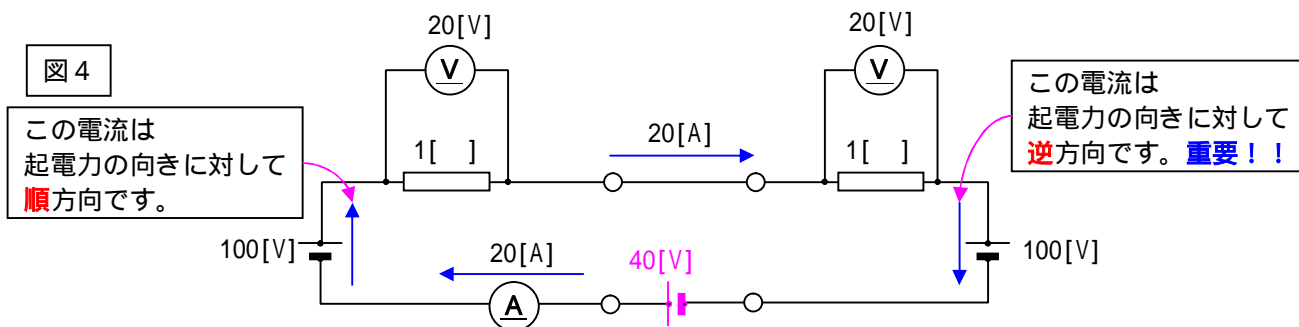 図４
この電流は
起電力の向きに対して
順方向です。
20[V]
V
1[　]
20[A]
20[V]
V
1[　]
この電流は
起電力の向きに対して
逆方向です。重要！！
100[V]
20[A]
A
40[V]
100[V]